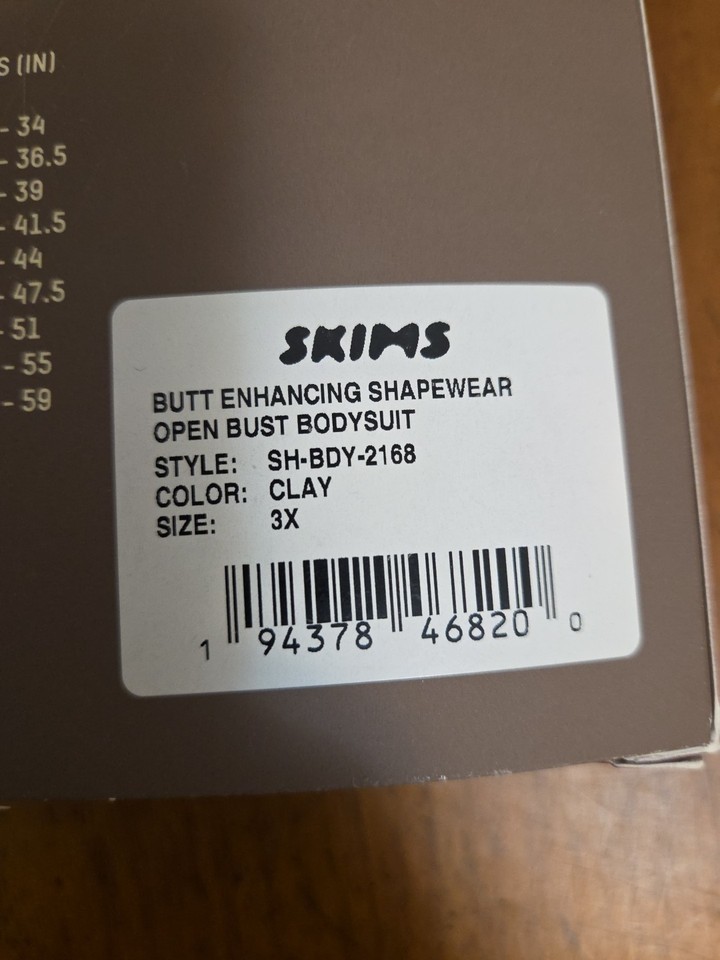 S (IN)
- 34
- 36.5
- 39
- 41.5
- 44
- 47.5
- 51
- 55
- 59
SKIMS
BUTT ENHANCING SHAPEWEAR
OPEN BUST BODYSUIT
STYLE: SH-BDY-2168
COLOR: CLAY
SIZE: 3X
1 94378 46820 0